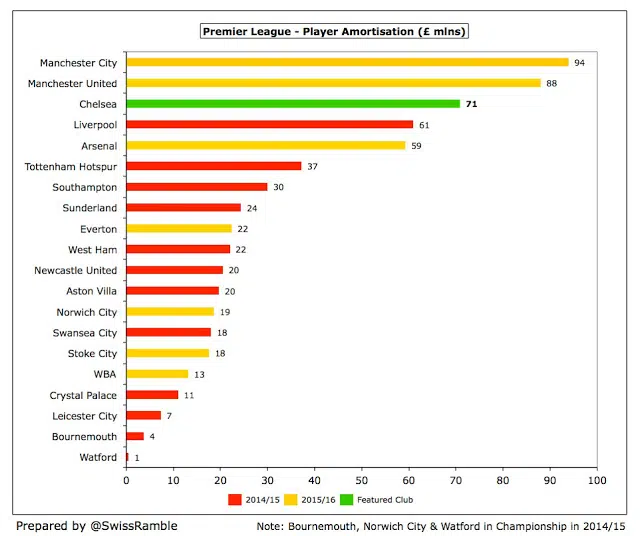 Premier League - Player Amortisation (£ mlns)
Manchester City 94
Manchester United 88
Chelsea 71
Liverpool 61
Arsenal 59
Tottenham Hotspur 37
Southampton 30
Sunderland 24
Everton 22
West Ham 22
Newcastle United 20
Aston Villa 20
Norwich City 19
Swansea City 18
Stoke City 18
WBA 13
Crystal Palace 11
Leicester City 7
Bournemouth 4
Watford 1
0 10 20 30 40 50 60 70 80 90 100
2014/15 2015/16 Featured Club
Prepared by @SwissRamble Note: Bournemouth, Norwich City & Watford in Championship in 2014/15